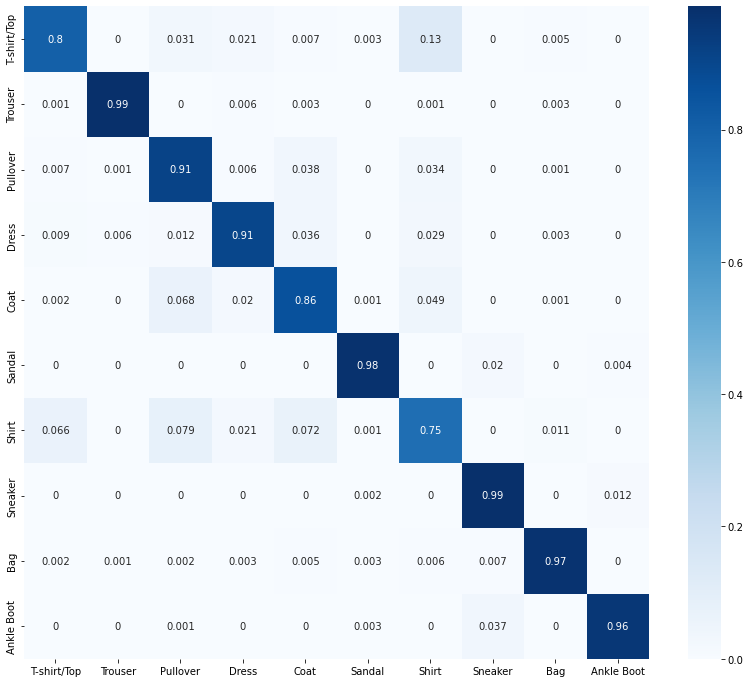 T-shirt/Top 0.8 0 0.031 0.021 0.007 0.003 0.13 0 0.005 0
Trouser 0.001 0.99 0 0.006 0.003 0 0.001 0 0.003 0
Pullover 0.007 0.001 0.91 0.006 0.038 0 0.034 0 0.001 0
Dress 0.009 0.006 0.012 0.91 0.036 0 0.029 0 0.003 0
Coat 0.002 0 0.068 0.02 0.86 0.001 0.049 0 0.001 0
Sandal 0 0 0 0 0 0.98 0 0.02 0 0.004
Shirt 0.066 0 0.079 0.021 0.072 0.001 0.75 0 0.011 0
Sneaker 0 0 0 0 0 0.002 0 0.99 0 0.012
Bag 0.002 0.001 0.002 0.003 0.005 0.003 0.006 0.007 0.97 0
Ankle Boot 0 0 0.001 0 0 0.003 0 0.037 0 0.96
T-shirt/Top Trouser Pullover Dress Coat Sandal Shirt Sneaker Bag Ankle Boot
0.8
0.6
0.4
0.2
0.0